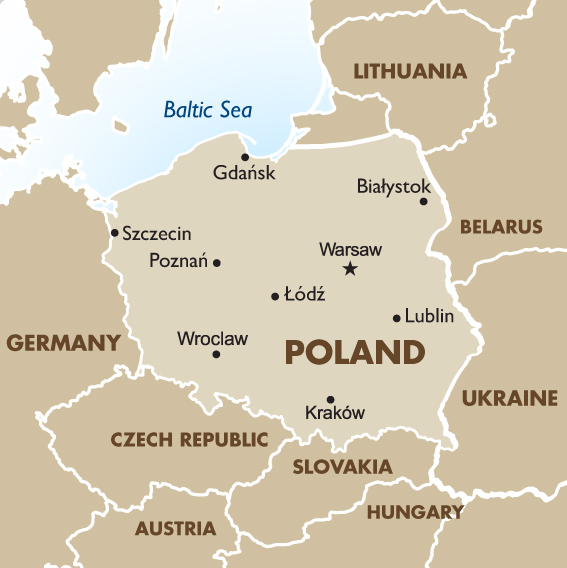 LITHUANIA
Baltic Sea
Gdańsk
Białystok
BELARUS
Szczecin
Warsaw
Poznań
Łódź
Lublin
Wroclaw
GERMANY
POLAND
UKRAINE
Kraków
CZECH REPUBLIC
SLOVAKIA
HUNGARY
AUSTRIA